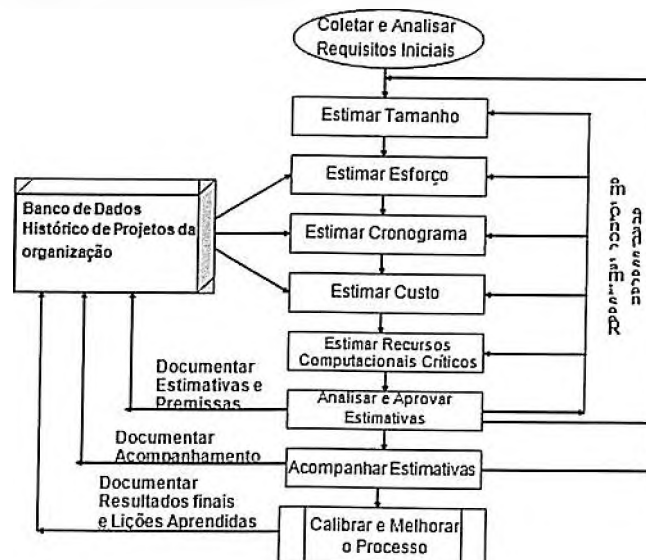 Coletar e Analisar
Requisitos Iniciais
Estimar Tamanho
Estimar Esforço
Banco de Dados
Histórico de Projetos da
organização
Estimar Cronograma
Estimar Custo
Estimar Recursos
Computacionais Críticos
Documentar
Estimativas e
Premissas
Analisar e Aprovar
Estimativas
Documentar
Acompanhamento
Acompanhar Estimativas
Documentar
Resultados finais
e Lições Aprendidas
Calibrar e Melhorar
o Processo